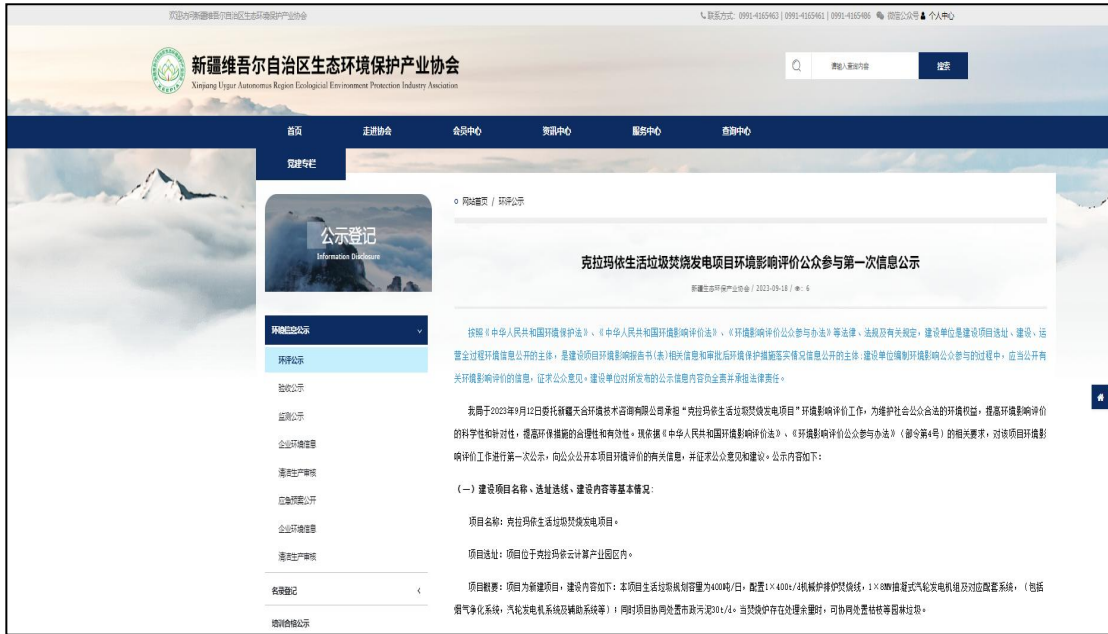 欢迎访问新疆维吾尔自治区生态环境保护产业协会
联系方式: 0991-4165463 | 0991-4165461 | 0991-4165486 微信公众号 个人中心
新疆维吾尔自治区生态环境保护产业协会
Xinjiang Uygur Autonomus Region Ecologicial Environment Protection Industry Association
请输入查询内容 搜索
首页 走进协会 会员中心 资讯中心 服务中心 查询中心
党建专栏
公示登记
Information Disclosure
网站首页 / 环评公示
克拉玛依生活垃圾焚烧发电项目环境影响评价公众参与第一次信息公示
新疆生态环保产业协会 / 2023-09-18 / : 6
环境信息公示
环评公示
验收公示
监测公示
企业环境信息
清洁生产审核
应急预案公开
企业环境信息
清洁生产审核
名录登记
培训合格公示
按照《中华人民共和国环境保护法》、《中华人民共和国环境影响评价法》、《环境影响评价公众参与办法》等法律、法规及有关规定，建设单位是建设项目选址、建设、运
营全过程环境信息公开的主体，是建设项目环境影响报告书(表)相关信息和审批后环境保护措施落实情况信息公开的主体;建设单位编制环境影响公众参与的过程中，应当公开有
关环境影响评价的信息，征求公众意见。建设单位对所发布的公示信息内容负全责并承担法律责任。
我局于2023年9月12日委托新疆天合环境技术咨询有限公司承担“克拉玛依生活垃圾焚烧发电项目”环境影响评价工作，为维护社会公众合法的环境权益，提高环境影响评价
的科学性和针对性，提高环保措施的合理性和有效性。现依据《中华人民共和国环境影响评价法》、《环境影响评价公众参与办法》（部令第4号）的相关要求，对该项目环境影
响评价工作进行第一次公示，向公众公开本项目环境评价的有关信息，并征求公众意见和建议。公示内容如下：
（一）建设项目名称、选址选线、建设内容等基本情况:
项目名称：克拉玛依生活垃圾焚烧发电项目。
项目选址：项目位于克拉玛依云计算产业园区内。
项目概要：项目为新建项目，建设内容如下：本项目生活垃圾规划容量为400吨/日，配置1×400t/d机械炉排炉焚烧线，1×8MW抽凝式汽轮发电机组及对应配套系统，（包括
烟气净化系统，汽轮发电机系统及辅助系统等）；同时项目协同处置市政污泥30t/d。当焚烧炉存在处理余量时，可协同处置枯枝等园林垃圾。